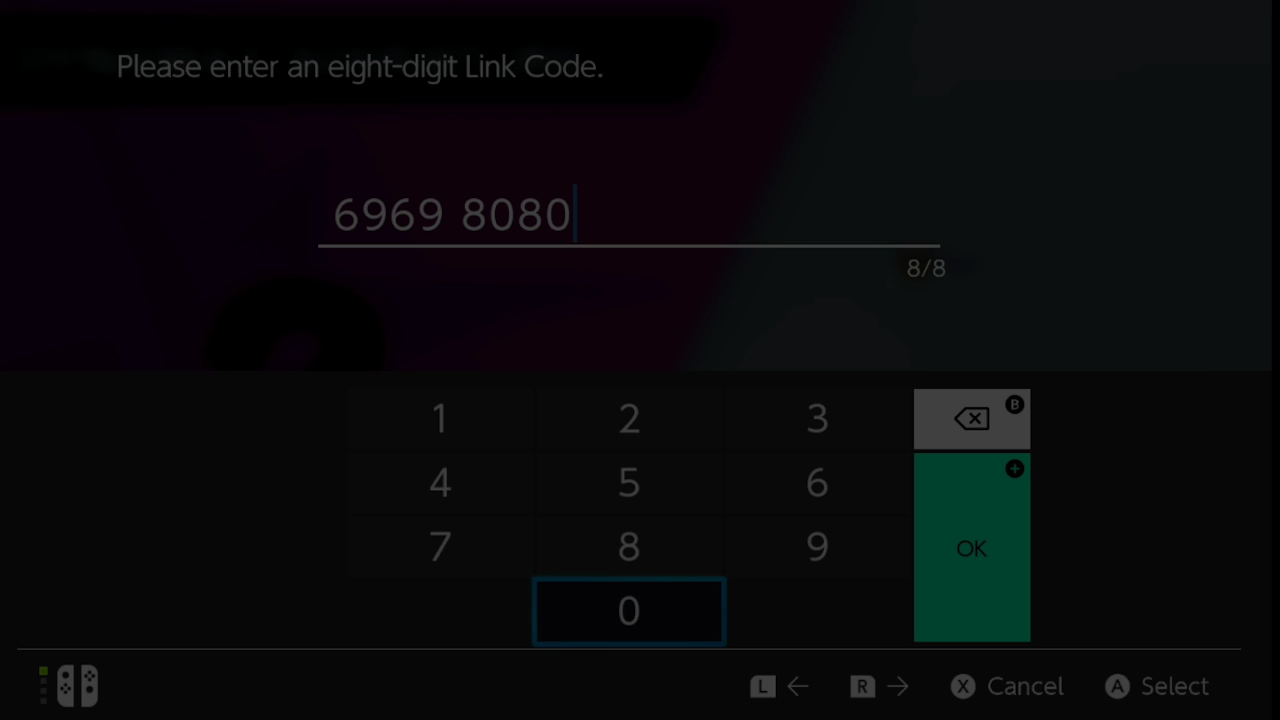 Please enter an eight-digit Link Code.
6969 8080
8/8
1 2 3 B
4 5 6 +
7 8 9 OK
0
L ← R → X Cancel A Select